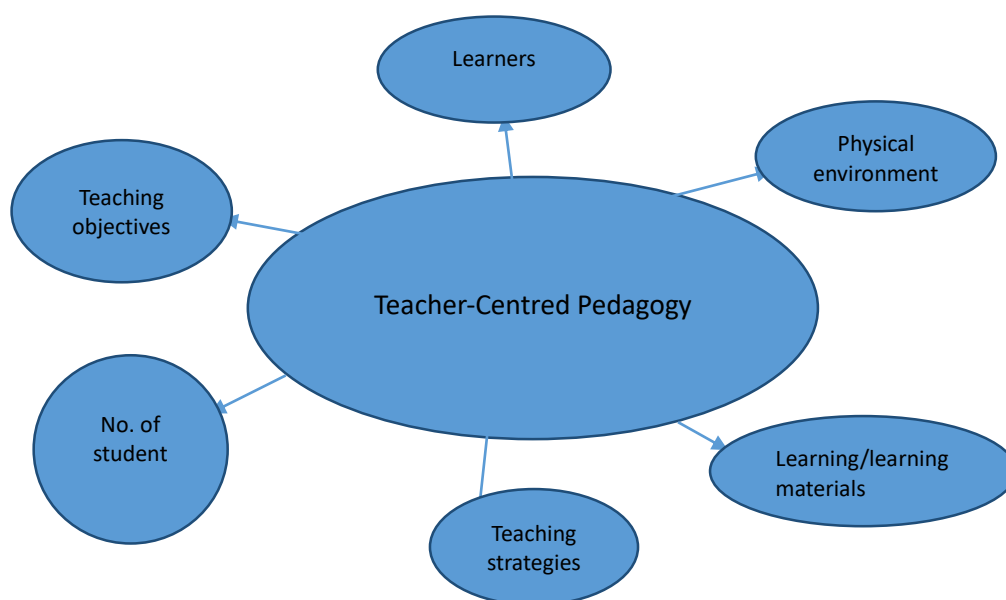 Learners
Physical
environment
Teaching
objectives
Teacher-Centred Pedagogy
No. of
student
Learning/learning
materials
Teaching
strategies